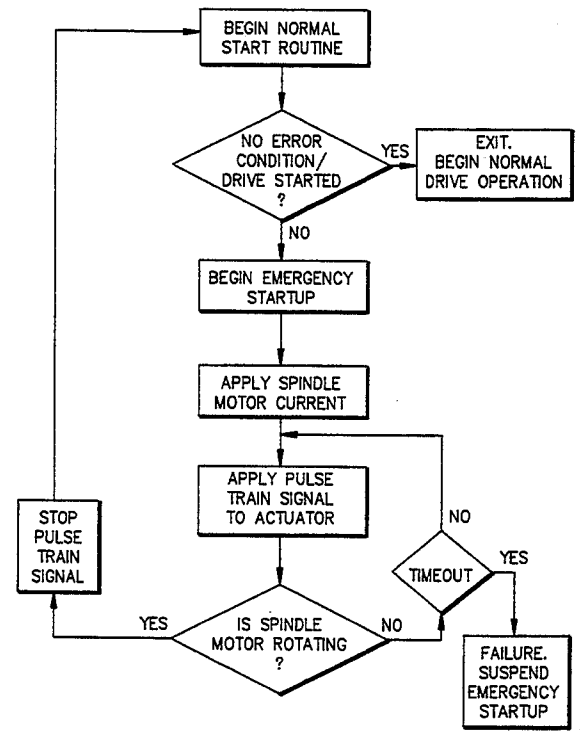 BEGIN NORMAL
START ROUTINE
NO ERROR
CONDITION/
DRIVE STARTED
?
YES
EXIT.
BEGIN NORMAL
DRIVE OPERATION
NO
BEGIN EMERGENCY
STARTUP
APPLY SPINDLE
MOTOR CURRENT
APPLY PULSE
TRAIN SIGNAL
TO ACTUATOR
STOP
PULSE
TRAIN
SIGNAL
NO
TIMEOUT
YES
YES
IS SPINDLE
MOTOR ROTATING
?
NO
FAILURE.
SUSPEND
EMERGENCY
STARTUP